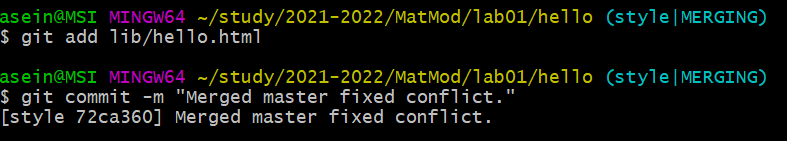 asein@MSI MINGW64 ~/study/2021-2022/MatMod/lab01/hello (style|MERGING)
$ git add lib/hello.html
asein@MSI MINGW64 ~/study/2021-2022/MatMod/lab01/hello (style|MERGING)
$ git commit -m "Merged master fixed conflict."
[style 72ca360] Merged master fixed conflict.